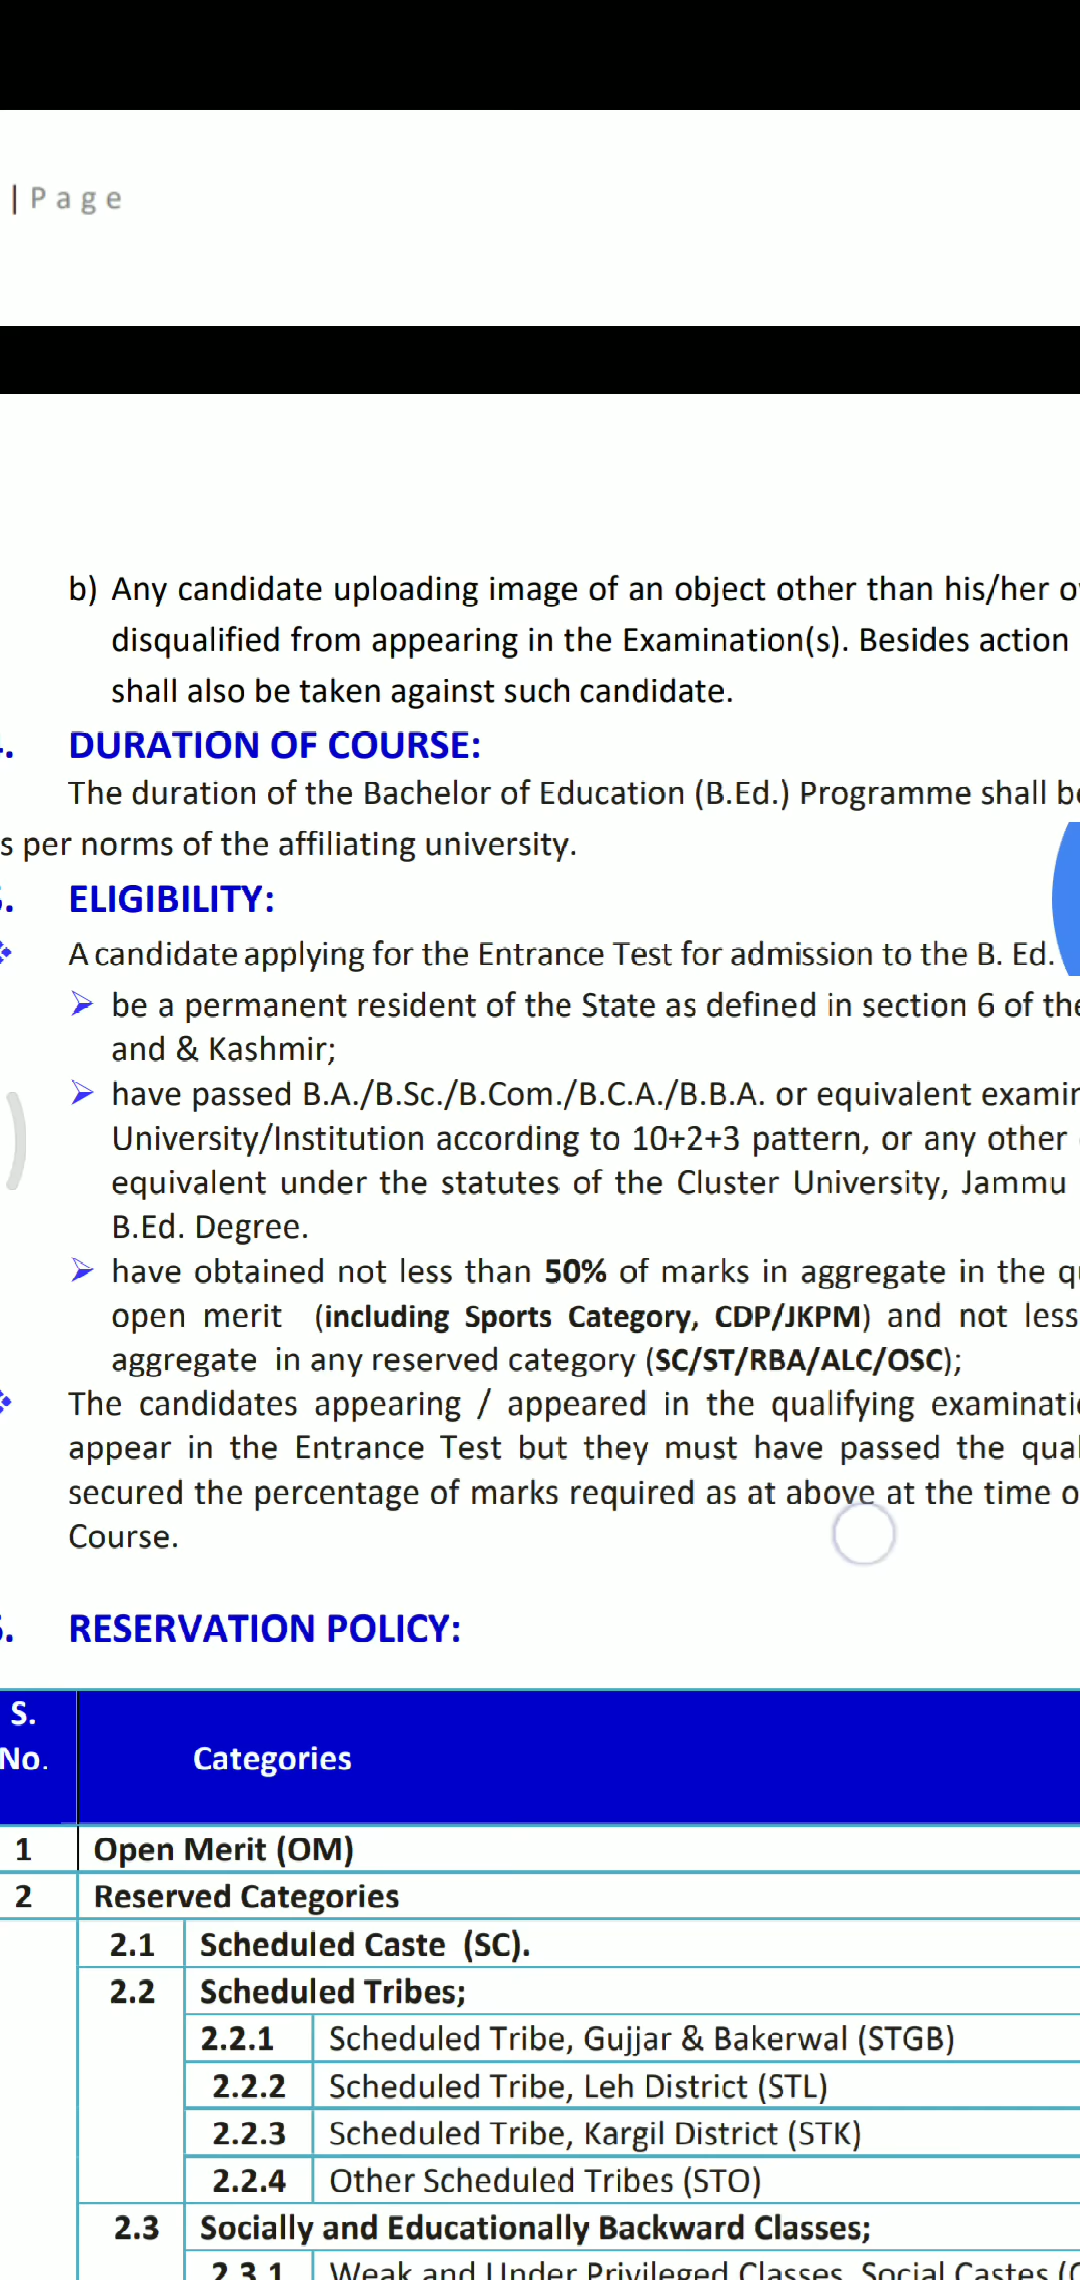 | P a g e
b) Any candidate uploading image of an object other than his/her
disqualified from appearing in the Examination(s). Besides action
shall also be taken against such candidate.
DURATION OF COURSE:
The duration of the Bachelor of Education (B.Ed.) Programme shall
s per norms of the affiliating university.
ELIGIBILITY:
A candidate applying for the Entrance Test for admission to the B. Ed.
be a permanent resident of the State as defined in section 6 of the
and & Kashmir;
have passed B.A./B.Sc./B.Com./B.C.A./B.B.A. or equivalent
University/Institution according to 10+2+3 pattern, or any other
equivalent under the statutes of the Cluster University, Jammu
B.Ed. Degree.
have obtained not less than 50% of marks in aggregate in the
open merit (including Sports Category, CDP/JKPM) and not less
aggregate in any reserved category (SC/ST/RBA/ALC/OSC);
The candidates appearing / appeared in the qualifying
appear in the Entrance Test but they must have passed the
secured the percentage of marks required as at above at the time
Course.
RESERVATION POLICY:
S.
No.
Categories
1 Open Merit (OM)
2 Reserved Categories
2.1 Scheduled Caste (SC).
2.2 Scheduled Tribes;
2.2.1 Scheduled Tribe, Gujjar & Bakerwal (STGB)
2.2.2 Scheduled Tribe, Leh District (STL)
2.2.3 Scheduled Tribe, Kargil District (STK)
2.2.4 Other Scheduled Tribes (STO)
2.3 Socially and Educationally Backward Classes;
2.3.1 Weak and Under Privileged Classes, Social Castes